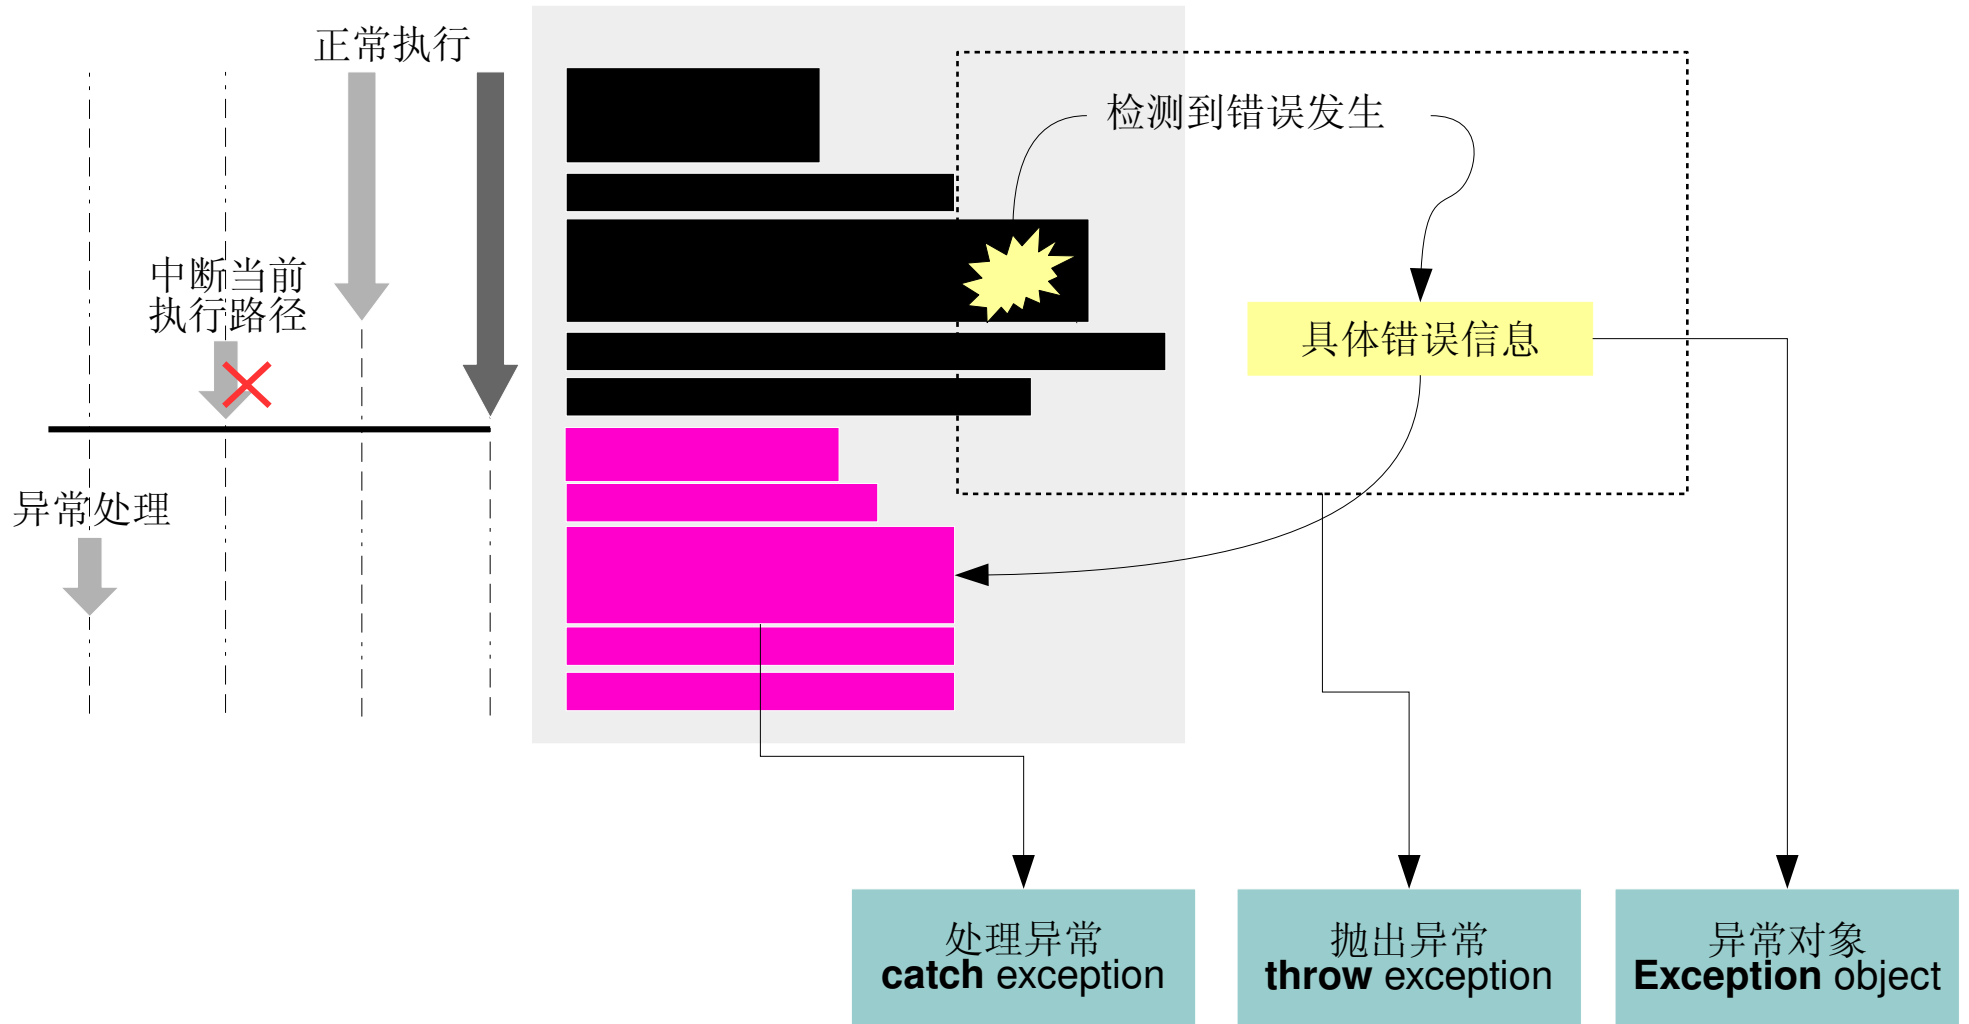 正常执行
检测到错误发生
中断当前
执行路径
具体错误信息
异常处理
处理异常
catch exception
抛出异常
throw exception
异常对象
Exception object